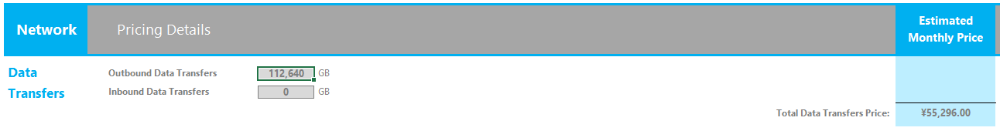 Network
Pricing Details
Estimated
Monthly Price
Data
Transfers
Outbound Data Transfers 112,640 GB
Inbound Data Transfers 0 GB
Total Data Transfers Price: ¥55,296.00